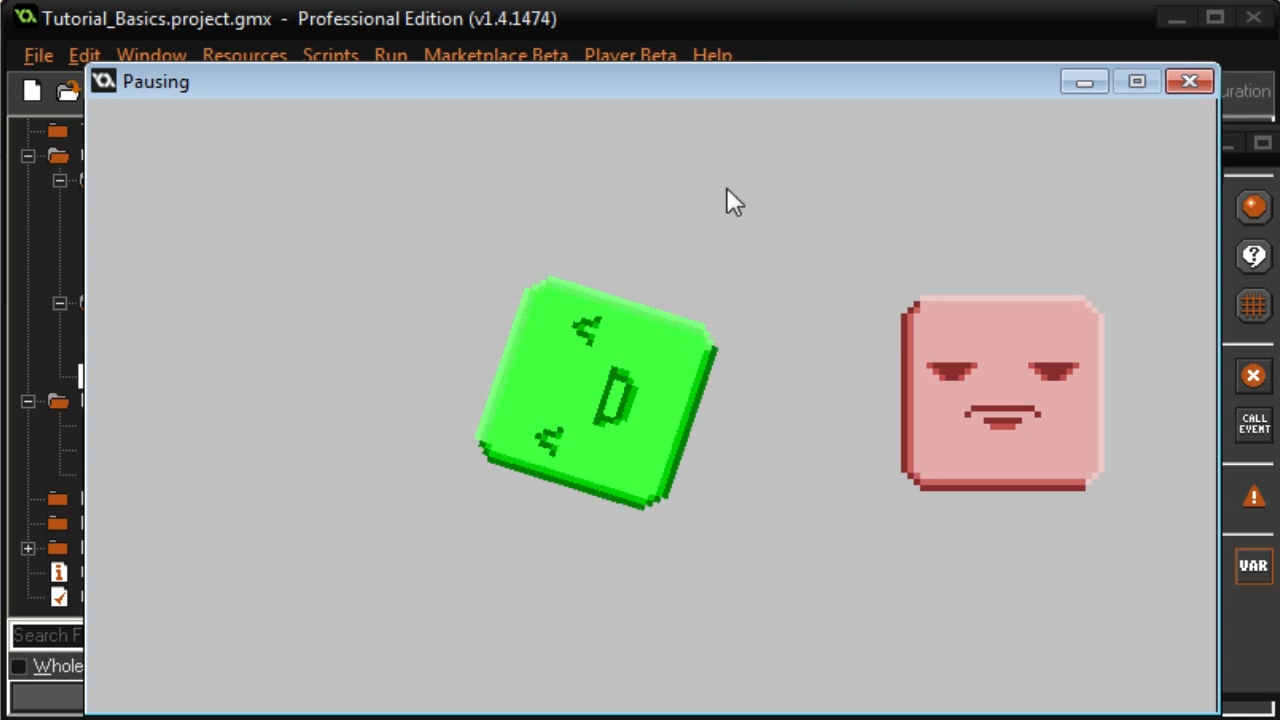 Tutorial_Basics.project.gmx - Professional Edition (v1.4.1474)
File Edit Window Resources Scripts Run Marketplace Beta Player Beta Help
Pausing
CALL
EVENT
VAR
Whole